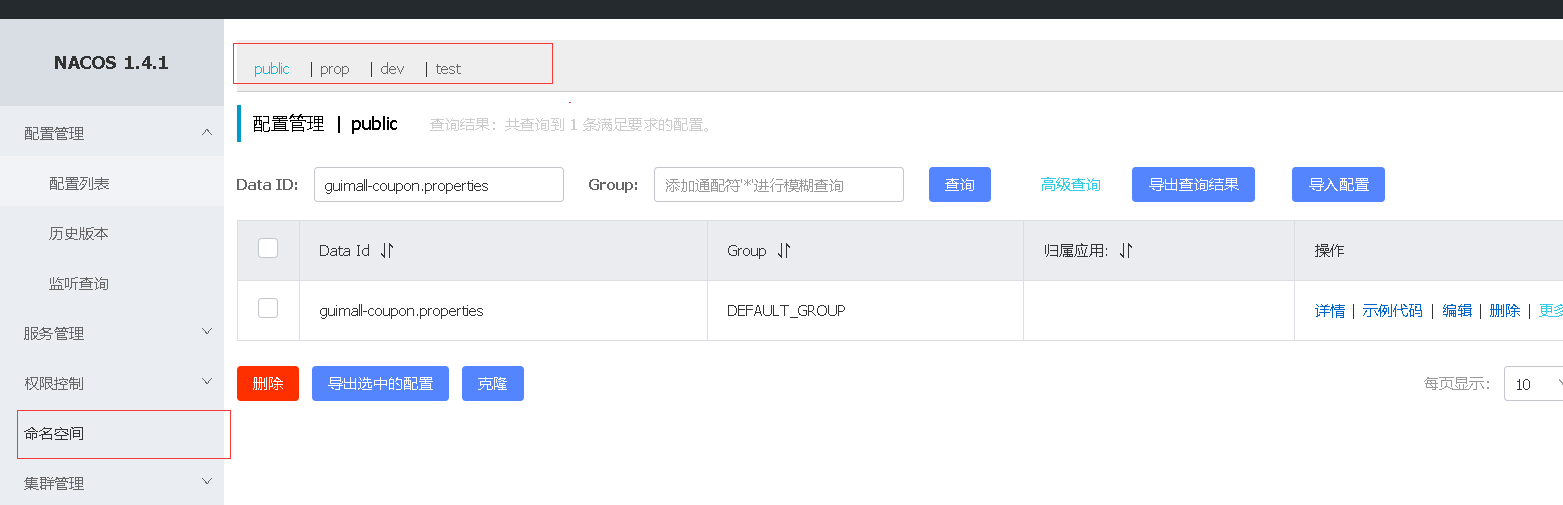 NACOS 1.4.1
配置管理
配置列表
历史版本
监听查询
服务管理
权限控制
命名空间
集群管理
public | prop | dev | test
配置管理 | public 查询结果：共查询到 1 条满足要求的配置。
Data ID: guimall-coupon.properties Group: 添加通配符'*'进行模糊查询 查询 高级查询 导出查询结果 导入配置
Data Id Group 归属应用: 操作
guimall-coupon.properties DEFAULT_GROUP 详情 | 示例代码 | 编辑 | 删除 | 更多
删除 导出选中的配置 克隆 每页显示: 10